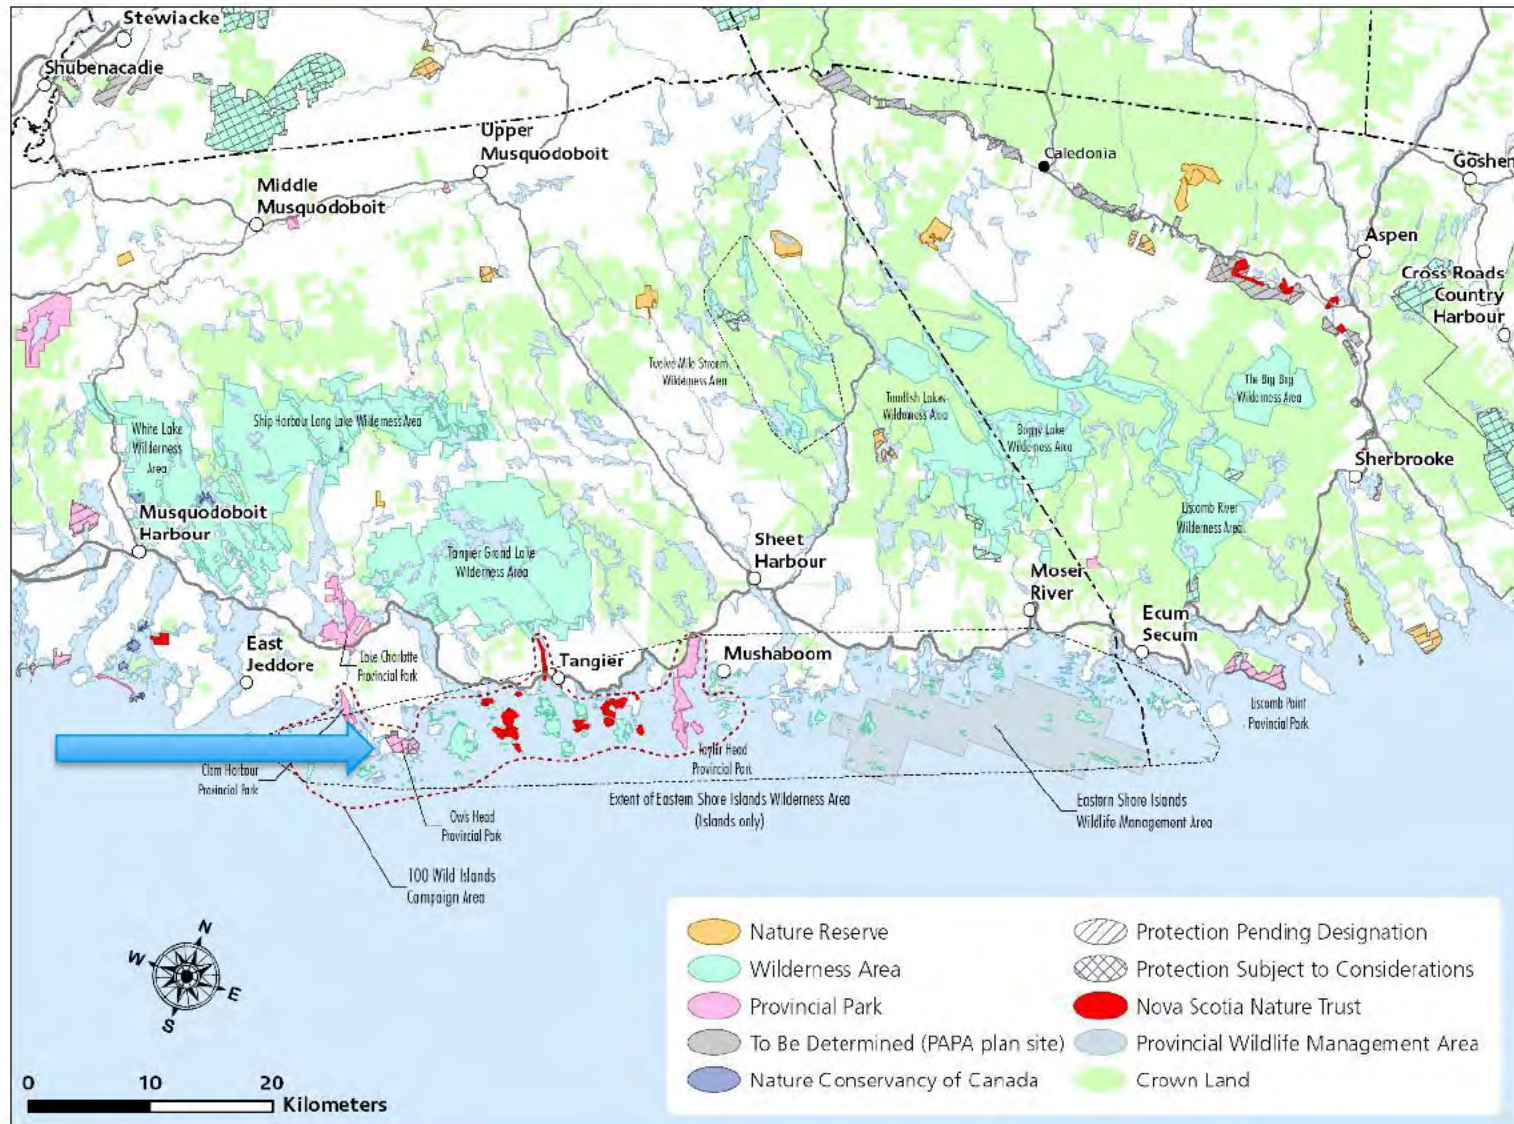 Stewiacke
Shubenacadie
Upper
Musquodoboit
Middle
Musquodoboit
Caledonia
Goshen
Aspen
Cross Roads
Country
Harbour
Twelve Mile Stream
Wilderness Area
The Big Bog
Wilderness Area
White Lake
Wilderness
Area
Ship Harbour Long Lake Wilderness Area
Toadfish Lakes
Wilderness Area
Boggy Lake
Wilderness Area
Sherbrooke
Musquodoboit
Harbour
Tangier Grand Lake
Wilderness Area
Liscomb River
Wilderness Area
Sheet
Harbour
Moser
River
Ecum
Secum
East
Jeddore
Lake Charlotte
Provincial Park
Tangier
Mushaboom
Liscomb Point
Provincial Park
Clam Harbour
Provincial Park
Taylor Head
Provincial Park
Owls Head
Provincial Park
Extent of Eastern Shore Islands Wilderness Area
(Islands only)
Eastern Shore Islands
Wildlife Management Area
100 Wild Islands
Campaign Area
N
W
E
S
0 10 20
Kilometers
Nature Reserve
Wilderness Area
Provincial Park
To Be Determined (PAPA plan site)
Nature Conservancy of Canada
Protection Pending Designation
Protection Subject to Considerations
Nova Scotia Nature Trust
Provincial Wildlife Management Area
Crown Land